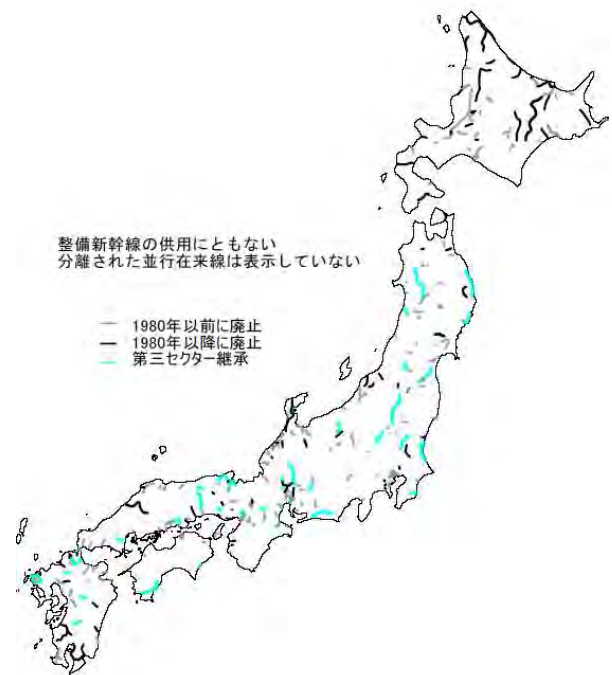 整備新幹線の供用にともない
分離された並行在来線は表示していない
1980年以前に廃止
1980年以降に廃止
第三セクター継承